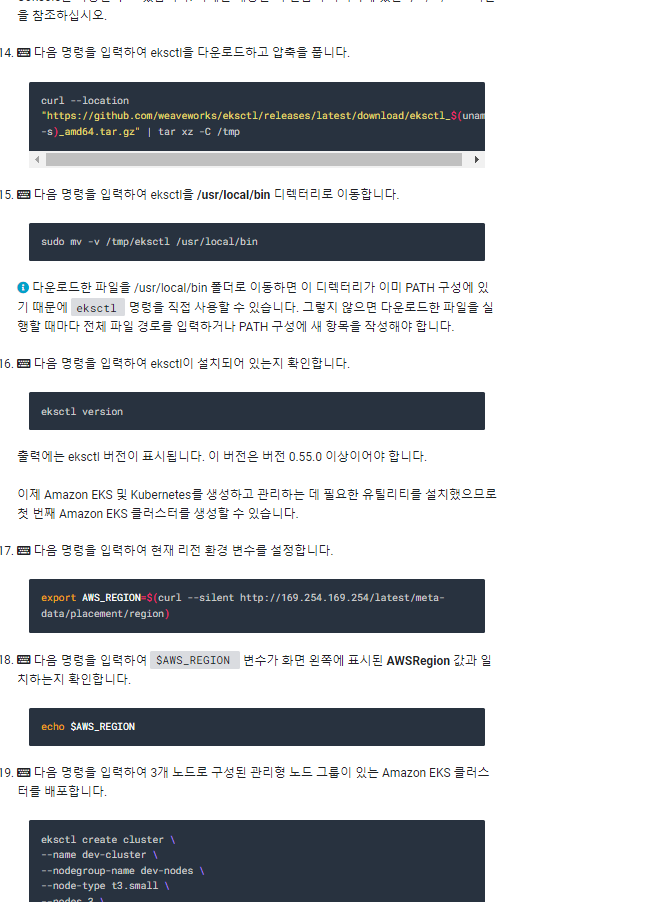 을 참조하십시오.
14. 다음 명령을 입력하여 eksctl을 다운로드하고 압축을 풉니다.
curl --location
"https://github.com/weaveworks/eksctl/releases/latest/download/eksctl_$(unam
-s)_amd64.tar.gz" | tar xz -C /tmp
15. 다음 명령을 입력하여 eksctl을 /usr/local/bin 디렉터리로 이동합니다.
sudo mv -v /tmp/eksctl /usr/local/bin
다운로드한 파일을 /usr/local/bin 폴더로 이동하면 이 디렉터리가 이미 PATH 구성에 있
기 때문에 eksctl 명령을 직접 사용할 수 있습니다. 그렇지 않으면 다운로드한 파일을 실
행할 때마다 전체 파일 경로를 입력하거나 PATH 구성에 새 항목을 작성해야 합니다.
16. 다음 명령을 입력하여 eksctl이 설치되어 있는지 확인합니다.
eksctl version
출력에는 eksctl 버전이 표시됩니다. 이 버전은 버전 0.55.0 이상이어야 합니다.
이제 Amazon EKS 및 Kubernetes를 생성하고 관리하는 데 필요한 유틸리티를 설치했으므로
첫 번째 Amazon EKS 클러스터를 생성할 수 있습니다.
17. 다음 명령을 입력하여 현재 리전 환경 변수를 설정합니다.
export AWS_REGION=$(curl --silent http://169.254.169.254/latest/meta-
data/placement/region)
18. 다음 명령을 입력하여 $AWS_REGION 변수가 화면 왼쪽에 표시된 AWSRegion 값과 일
치하는지 확인합니다.
echo $AWS_REGION
19. 다음 명령을 입력하여 3개 노드로 구성된 관리형 노드 그룹이 있는 Amazon EKS 클러스
터를 배포합니다.
eksctl create cluster \
--name dev-cluster \
--nodegroup-name dev-nodes \
--node-type t3.small \
--nodes 3 \